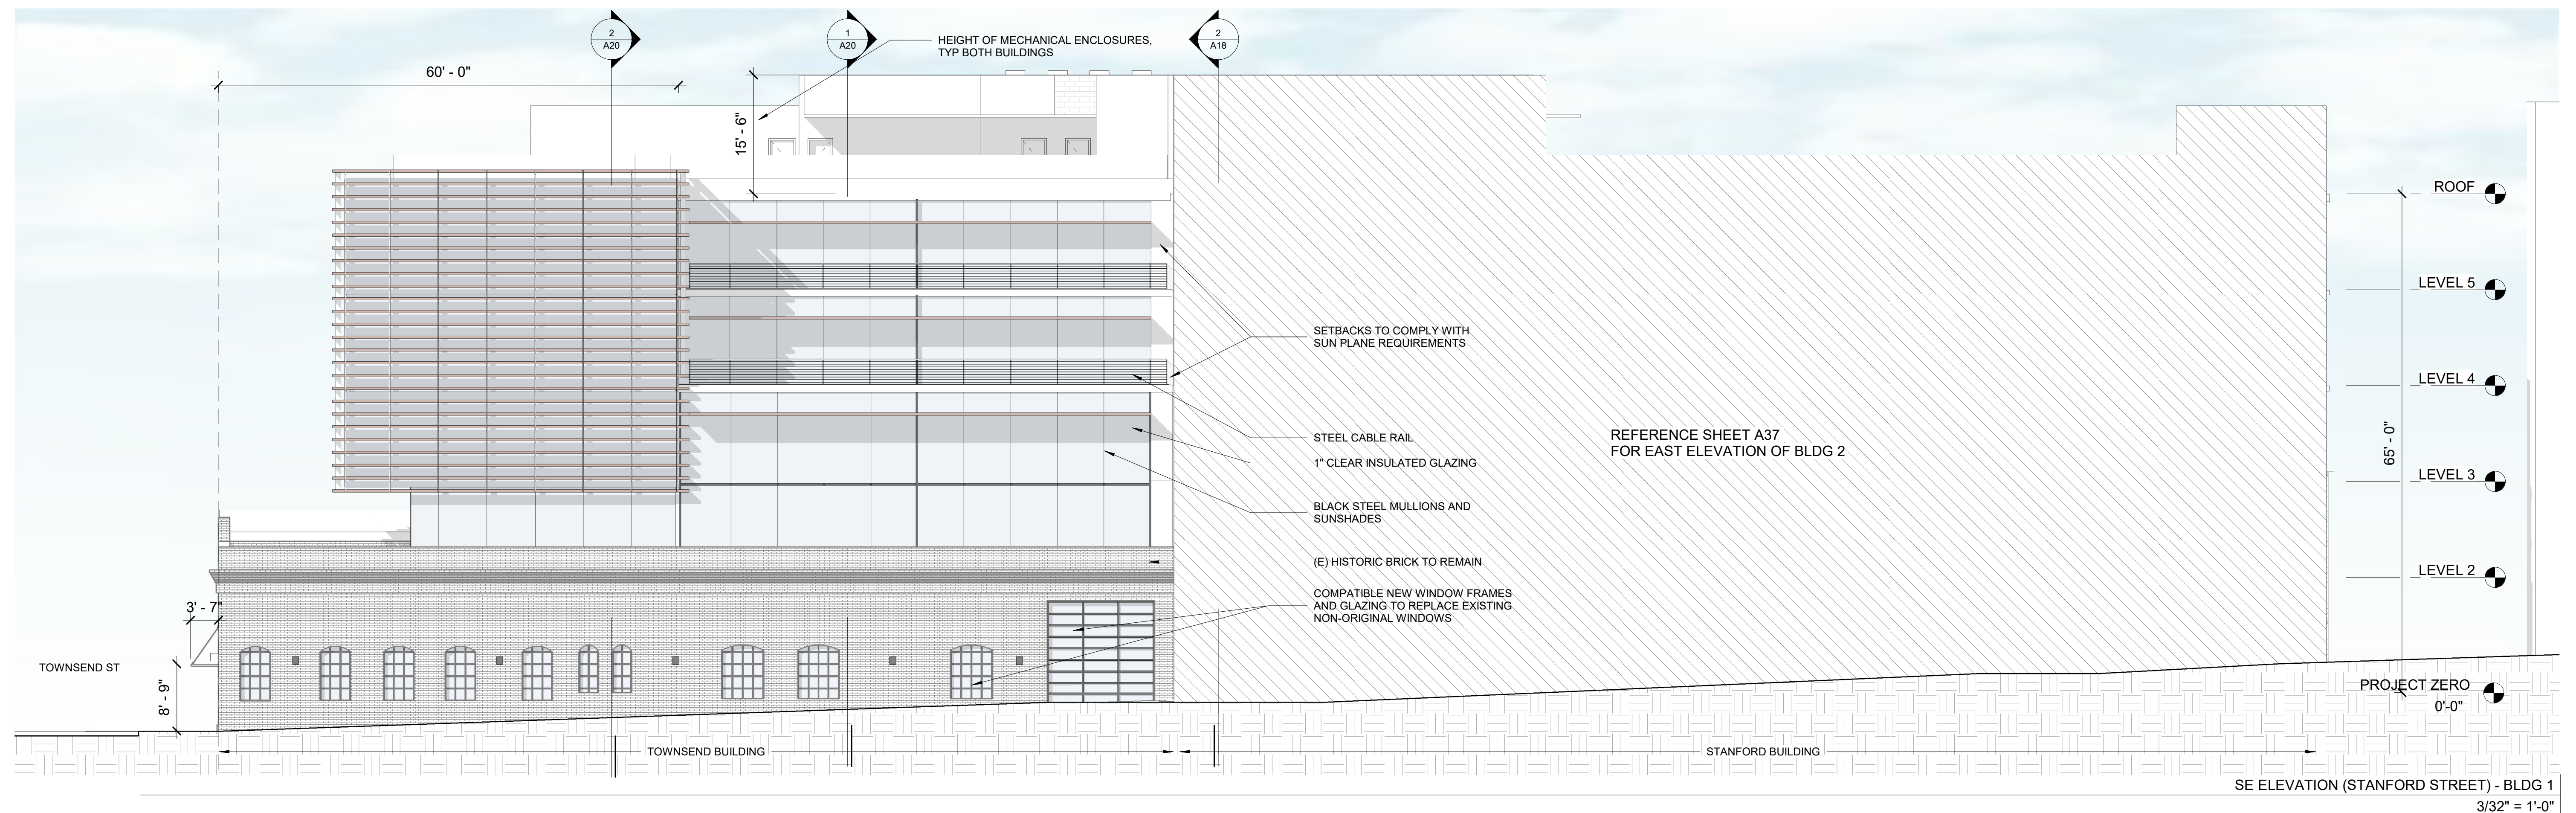 2
A20
1
A20
2
A18
HEIGHT OF MECHANICAL ENCLOSURES,
TYP BOTH BUILDINGS
60' - 0"
15' - 6"
ROOF
LEVEL 5
SETBACKS TO COMPLY WITH
SUN PLANE REQUIREMENTS
LEVEL 4
STEEL CABLE RAIL
REFERENCE SHEET A37
FOR EAST ELEVATION OF BLDG 2
65' - 0"
1" CLEAR INSULATED GLAZING
LEVEL 3
BLACK STEEL MULLIONS AND
SUNSHADES
(E) HISTORIC BRICK TO REMAIN
LEVEL 2
COMPATIBLE NEW WINDOW FRAMES
AND GLAZING TO REPLACE EXISTING
NON-ORIGINAL WINDOWS
3' - 7"
TOWNSEND ST
8' - 9"
PROJECT ZERO
0'-0"
TOWNSEND BUILDING
STANFORD BUILDING
SE ELEVATION (STANFORD STREET) - BLDG 1
3/32" = 1'-0"